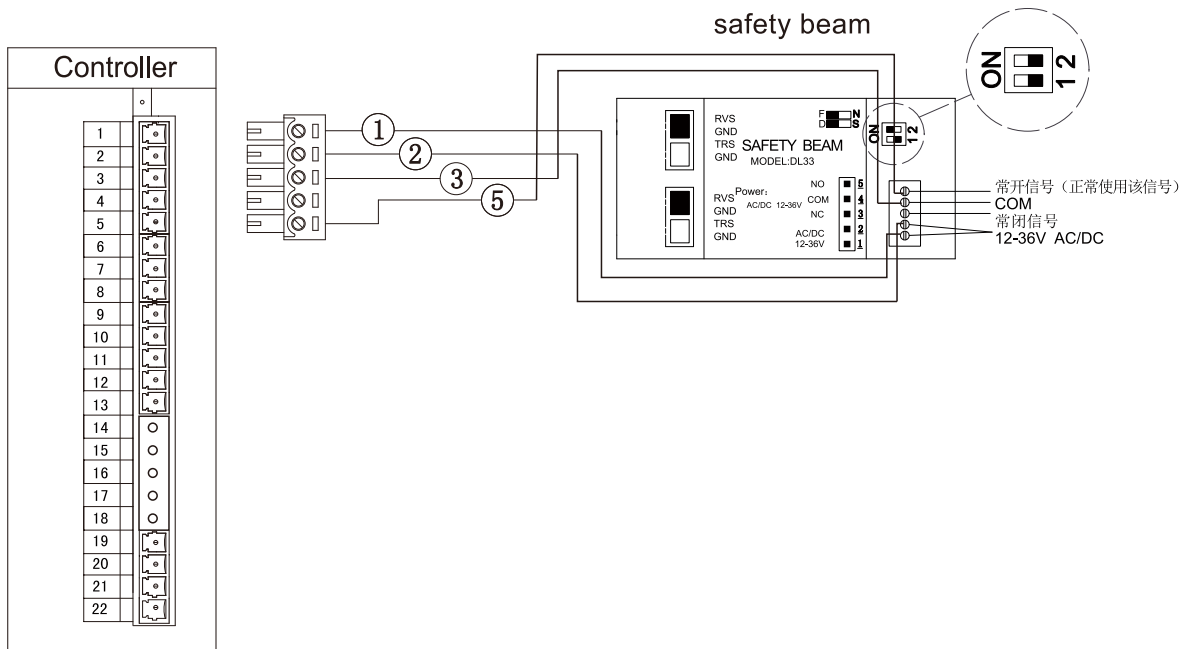 safety beam
Controller
1
2
3
4
5
6
7
8
9
10
11
12
13
14
15
16
17
18
19
20
21
22
①
②
③
⑤
ON
1 2
RVS
GND
TRS
GND
F N
D S
SAFETY BEAM
MODEL:DL33
ON
1 2
RVS
GND
TRS
GND
Power:
AC/DC 12-36V
NO 5
COM 4
NC 3
AC/DC 2
12-36V 1
常开信号（正常使用该信号）
COM
常闭信号
12-36V AC/DC